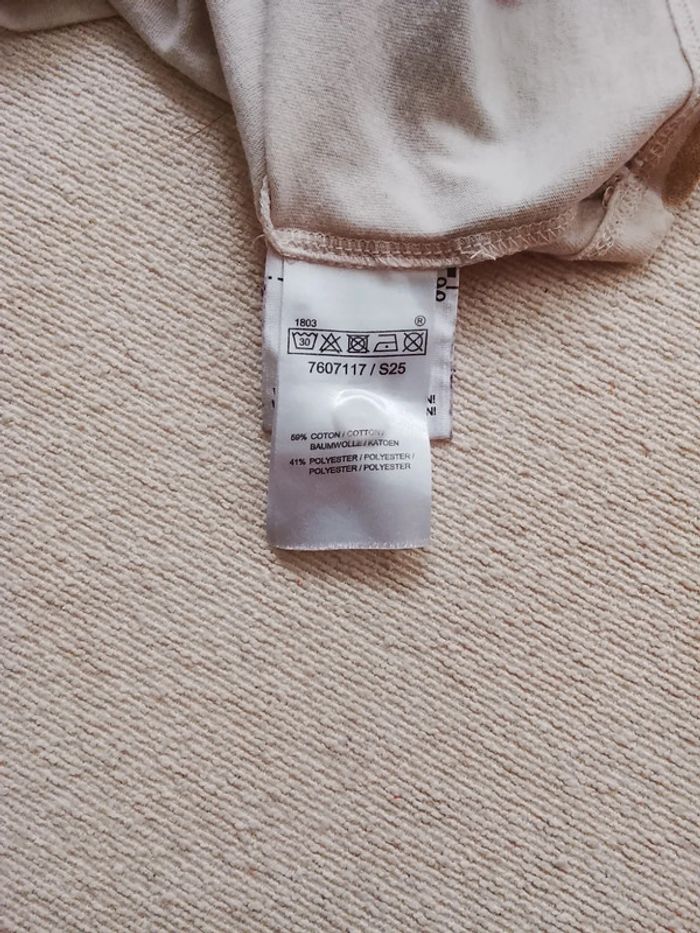 1803 ®
30
7607117 / S25
59% COTON / COTTON /
BAUMWOLLE / KATOEN
41% POLYESTER / POLYESTER /
POLYESTER / POLYESTER
N!
N!